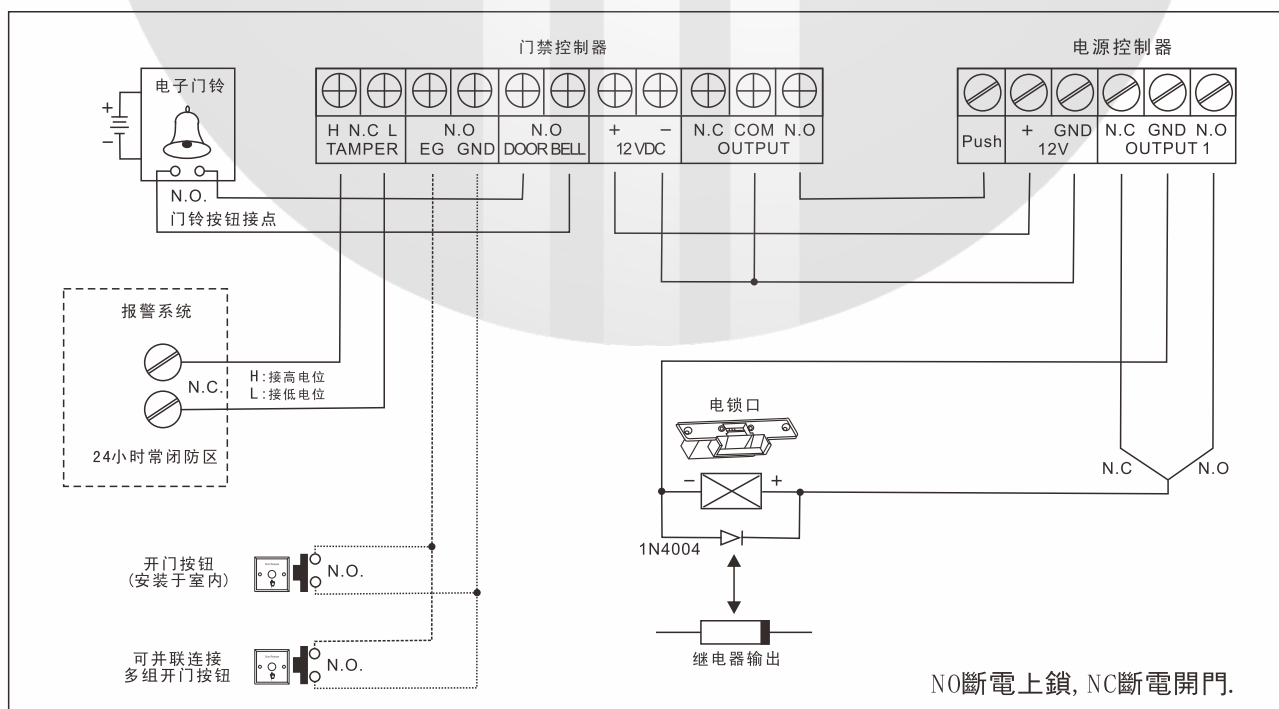 门禁控制器
电源控制器
电子门铃
+
−
H N.C L
TAMPER
N.O
EG GND
N.O
DOOR BELL
+ −
12VDC
N.C COM N.O
OUTPUT
Push
+ GND
12V
N.C GND N.O
OUTPUT 1
N.O.
门铃按钮接点
报警系统
N.C.
H:接高电位
L:接低电位
24小时常闭防区
电锁口
N.C
N.O
− +
1N4004
开门按钮
(安装于室内)
N.O.
可并联连接
多组开门按钮
N.O.
继电器输出
NO斷電上鎖, NC斷電開門.